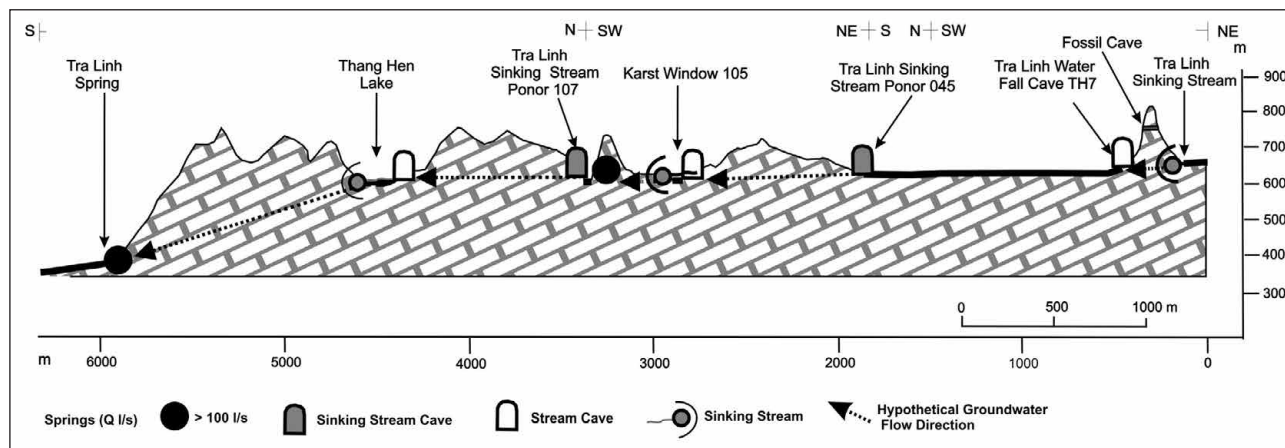 S
N SW
NE S
N SW
NE
m
Tra Linh
Spring
Thang Hen
Lake
Tra Linh
Sinking Stream
Ponor 107
Karst Window 105
Tra Linh Sinking
Stream Ponor 045
Tra Linh Water
Fall Cave TH7
Fossil Cave
Tra Linh
Sinking Stream
900
800
700
600
500
400
300
0 500 1000 m
m 6000 5000 4000 3000 2000 1000 0
Springs (Q l/s) > 100 l/s Sinking Stream Cave Stream Cave Sinking Stream Hypothetical Groundwater
Flow Direction